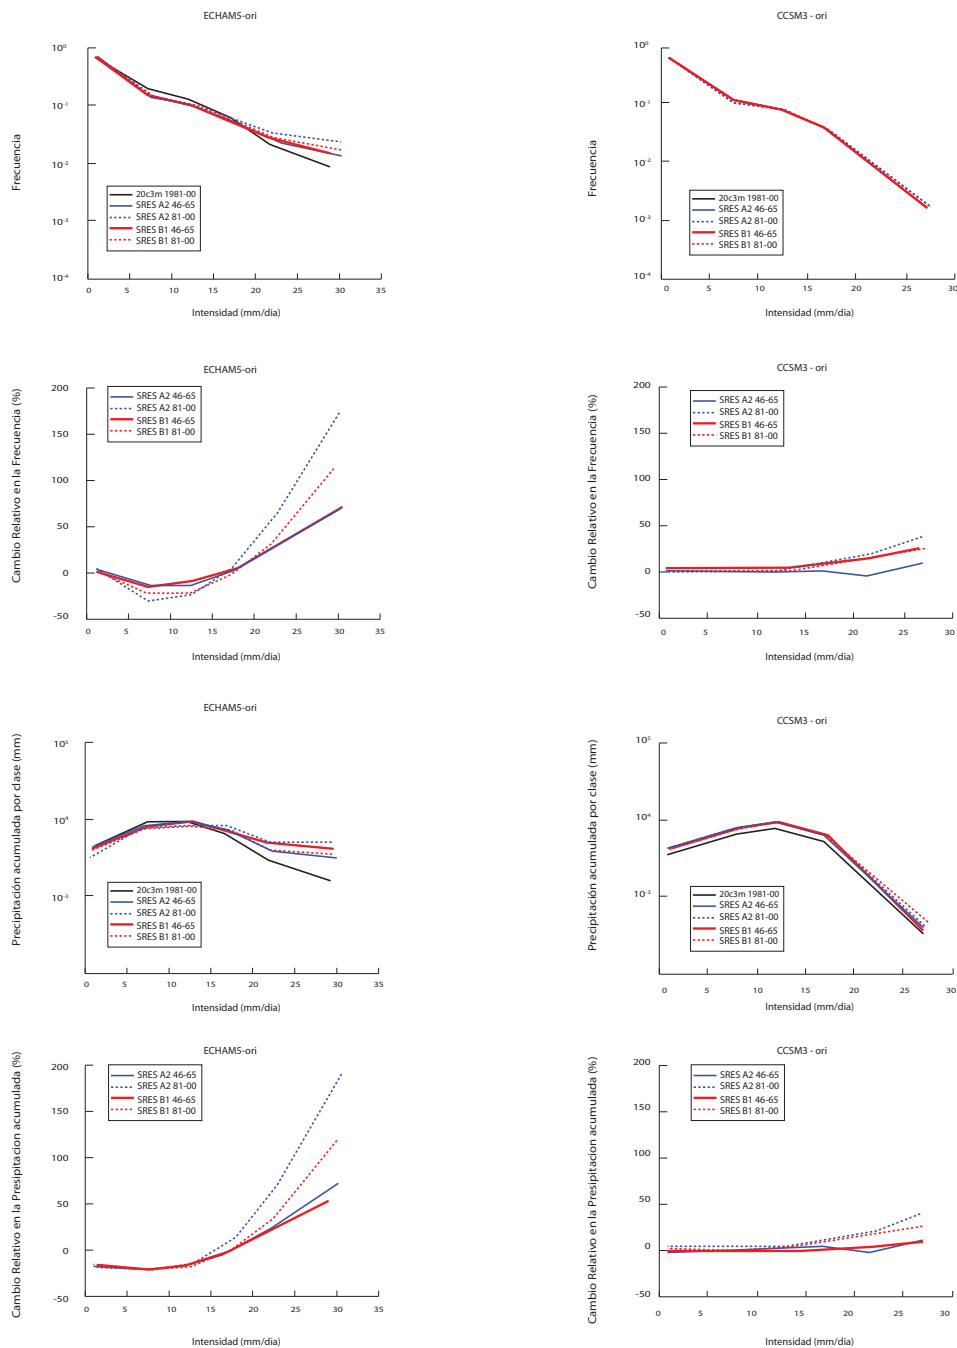 ECHAM5-ori
Frecuencia
10⁰
10⁻¹
10⁻²
10⁻³
10⁻⁴
20c3m 1981-00
SRES A2 46-65
SRES A2 81-00
SRES B1 46-65
SRES B1 81-00
0 5 10 15 20 25 30 35
Intensidad (mm/dia)
CCSM3 - ori
Frecuencia
10⁰
10⁻¹
10⁻²
10⁻³
10⁻⁴
20c3m 1981-00
SRES A2 46-65
SRES A2 81-00
SRES B1 46-65
SRES B1 81-00
0 5 10 15 20 25 30
Intensidad (mm/dia)
ECHAM5-ori
Cambio Relativo en la Frecuencia (%)
200
150
100
50
0
-50
SRES A2 46-65
SRES A2 81-00
SRES B1 46-65
SRES B1 81-00
0 5 10 15 20 25 30 35
Intensidad (mm/dia)
CCSM3 - ori
Cambio Relativo en la Frecuencia (%)
200
150
100
50
0
-50
SRES A2 46-65
SRES A2 81-00
SRES B1 46-65
SRES B1 81-00
0 5 10 15 20 25 30
Intensidad (mm/dia)
ECHAM5-ori
Precipitación acumulada por clase (mm)
10⁵
10⁴
10⁻³
20c3m 1981-00
SRES A2 46-65
SRES A2 81-00
SRES B1 46-65
SRES B1 81-00
0 5 10 15 20 25 30 35
Intensidad (mm/dia)
CCSM3 - ori
Precipitación acumulada por clase (mm)
10⁵
10⁴
10⁻³
20c3m 1981-00
SRES A2 46-65
SRES A2 81-00
SRES B1 46-65
SRES B1 81-00
0 5 10 15 20 25 30
Intensidad (mm/dia)
ECHAM5-ori
Cambio Relativo en la Presipitacion acumulada (%)
200
150
100
50
0
-50
SRES A2 46-65
SRES A2 81-00
SRES B1 46-65
SRES B1 81-00
0 5 10 15 20 25 30 35
Intensidad (mm/dia)
CCSM3 - ori
Cambio Relativo en la Presipitacion acumulada (%)
200
150
100
50
0
-50
SRES A2 46-65
SRES A2 81-00
SRES B1 46-65
SRES B1 81-00
0 5 10 15 20 25 30
Intensidad (mm/dia)